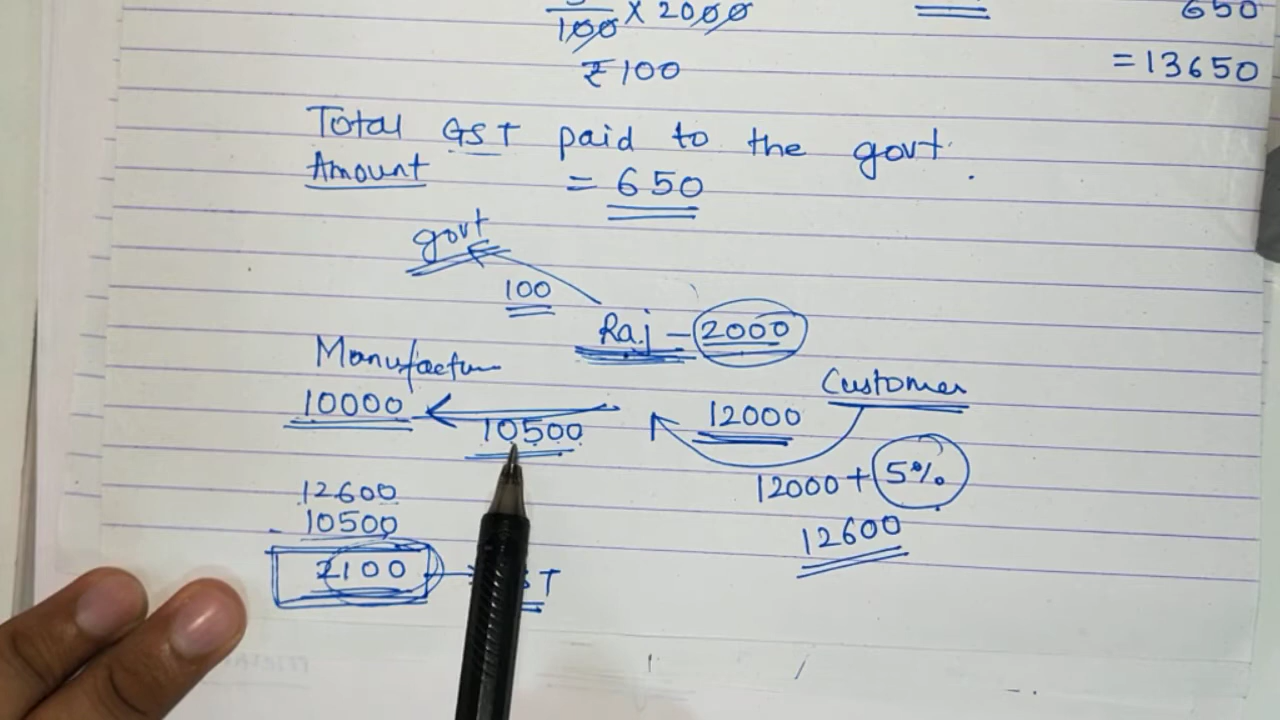 100 × 2000
650
₹100
= 13650
Total GST paid to the govt.
Amount = 650
govt
100
Raj - 2000
Manufactur
Customer
10000
12000
10500
12000 + 5%
12600
12600
- 10500
2100
T